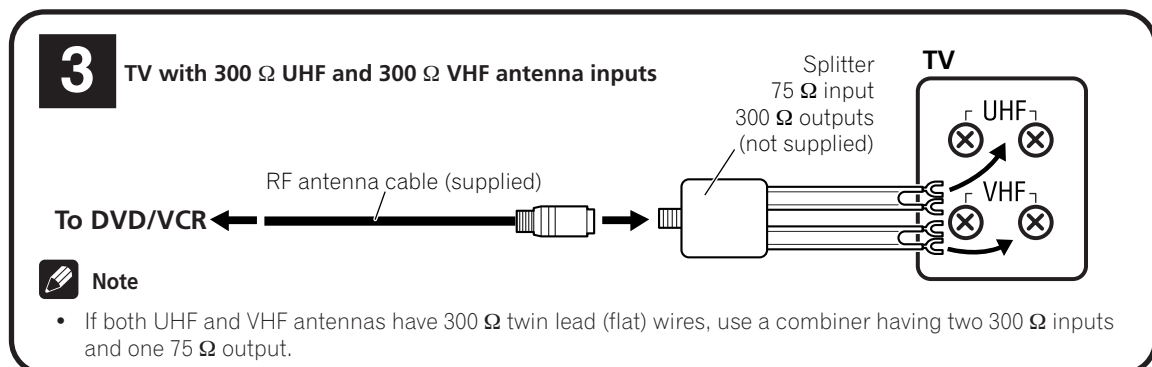 3
TV with 300 Ω UHF and 300 Ω VHF antenna inputs
Splitter
75 Ω input
300 Ω outputs
(not supplied)
TV
UHF
VHF
RF antenna cable (supplied)
To DVD/VCR
Note
• If both UHF and VHF antennas have 300 Ω twin lead (flat) wires, use a combiner having two 300 Ω inputs
and one 75 Ω output.